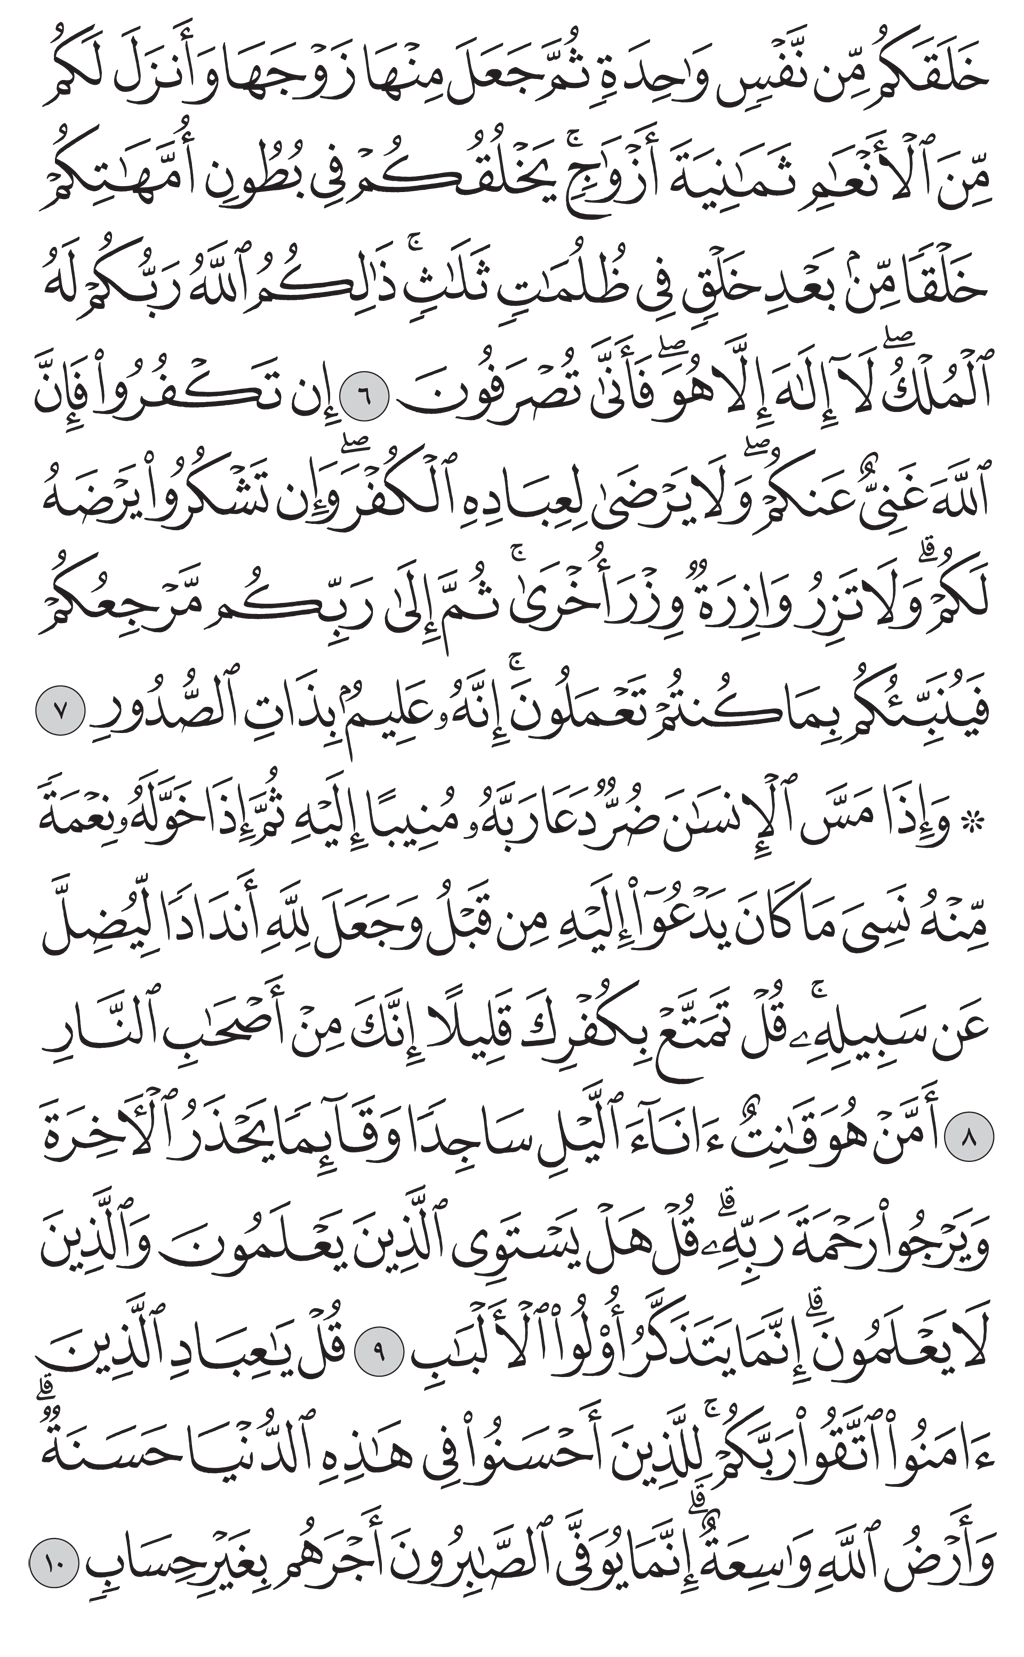 خَلَقَكُم مِّن نَّفۡسٖ وَٰحِدَةٖ ثُمَّ جَعَلَ مِنۡهَا زَوۡجَهَا وَأَنزَلَ لَكُم
مِّنَ ٱلۡأَنۡعَٰمِ ثَمَٰنِيَةَ أَزۡوَٰجٖۚ يَخۡلُقُكُمۡ فِي بُطُونِ أُمَّهَٰتِكُمۡ
خَلۡقٗا مِّنۢ بَعۡدِ خَلۡقٖ فِي ظُلُمَٰتٖ ثَلَٰثٖۚ ذَٰلِكُمُ ٱللَّهُ رَبُّكُمۡ لَهُ
ٱلۡمُلۡكُۖ لَآ إِلَٰهَ إِلَّا هُوَۖ فَأَنَّىٰ تُصۡرَفُونَ ٦ إِن تَكۡفُرُواْ فَإِنَّ
ٱللَّهَ غَنِيٌّ عَنكُمۡۖ وَلَا يَرۡضَىٰ لِعِبَادِهِ ٱلۡكُفۡرَۖ وَإِن تَشۡكُرُواْ يَرۡضَهُ
لَكُمۡۗ وَلَا تَزِرُ وَازِرَةٞ وِزۡرَ أُخۡرَىٰۚ ثُمَّ إِلَىٰ رَبِّكُم مَّرۡجِعُكُمۡ
فَيُنَبِّئُكُم بِمَا كُنتُمۡ تَعۡمَلُونَۚ إِنَّهُۥ عَلِيمُۢ بِذَاتِ ٱلصُّدُورِ ٧
۞ وَإِذَا مَسَّ ٱلۡإِنسَٰنَ ضُرّٞ دَعَا رَبَّهُۥ مُنِيبًا إِلَيۡهِ ثُمَّ إِذَا خَوَّلَهُۥ نِعۡمَةٗ
مِّنۡهُ نَسِيَ مَا كَانَ يَدۡعُوٓاْ إِلَيۡهِ مِن قَبۡلُ وَجَعَلَ لِلَّهِ أَندَادٗا لِّيُضِلَّ
عَن سَبِيلِهِۦۚ قُلۡ تَمَتَّعۡ بِكُفۡرِكَ قَلِيلًا إِنَّكَ مِنۡ أَصۡحَٰبِ ٱلنَّارِ
٨ أَمَّنۡ هُوَ قَٰنِتٌ ءَانَآءَ ٱلَّيۡلِ سَاجِدٗا وَقَآئِمٗا يَحۡذَرُ ٱلۡأٓخِرَةَ
وَيَرۡجُواْ رَحۡمَةَ رَبِّهِۦۗ قُلۡ هَلۡ يَسۡتَوِي ٱلَّذِينَ يَعۡلَمُونَ وَٱلَّذِينَ
لَا يَعۡلَمُونَۗ إِنَّمَا يَتَذَكَّرُ أُوْلُواْ ٱلۡأَلۡبَٰبِ ٩ قُلۡ يَٰعِبَادِ ٱلَّذِينَ
ءَامَنُواْ ٱتَّقُواْ رَبَّكُمۡۚ لِلَّذِينَ أَحۡسَنُواْ فِي هَٰذِهِ ٱلدُّنۡيَا حَسَنَةٞۗ
وَأَرۡضُ ٱللَّهِ وَٰسِعَةٌۗ إِنَّمَا يُوَفَّى ٱلصَّٰبِرُونَ أَجۡرَهُم بِغَيۡرِ حِسَابٖ ١٠